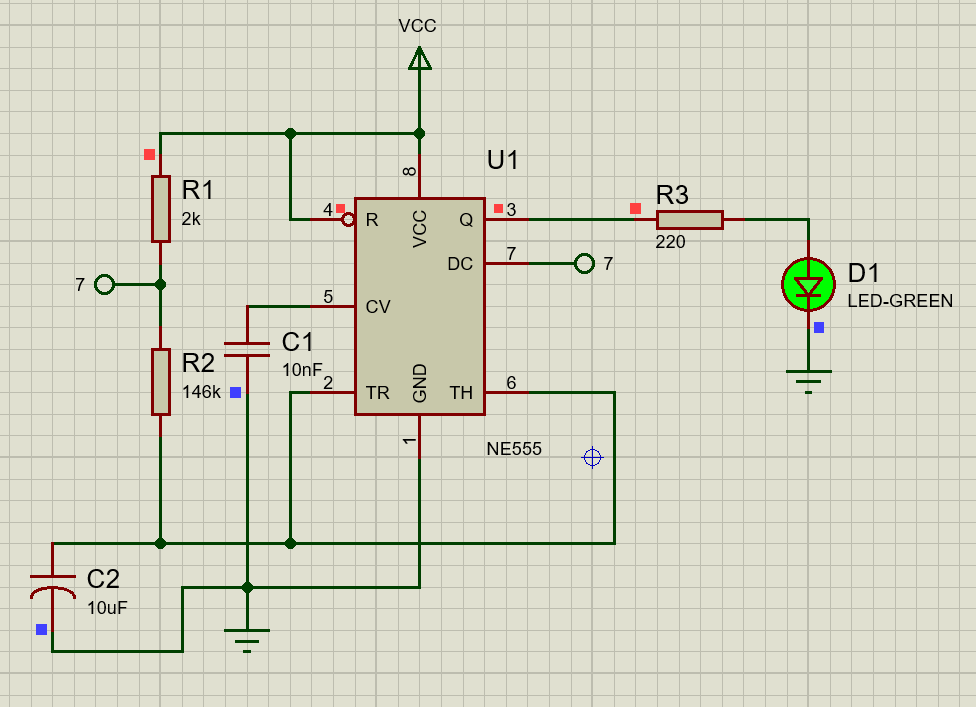 VCC
U1
8
R1
2k
4
R
VCC
Q
3
R3
220
7
DC
7
7
D1
LED-GREEN
5
CV
C1
10nF
R2
146k
2
TR
GND
TH
6
1
NE555
C2
10uF